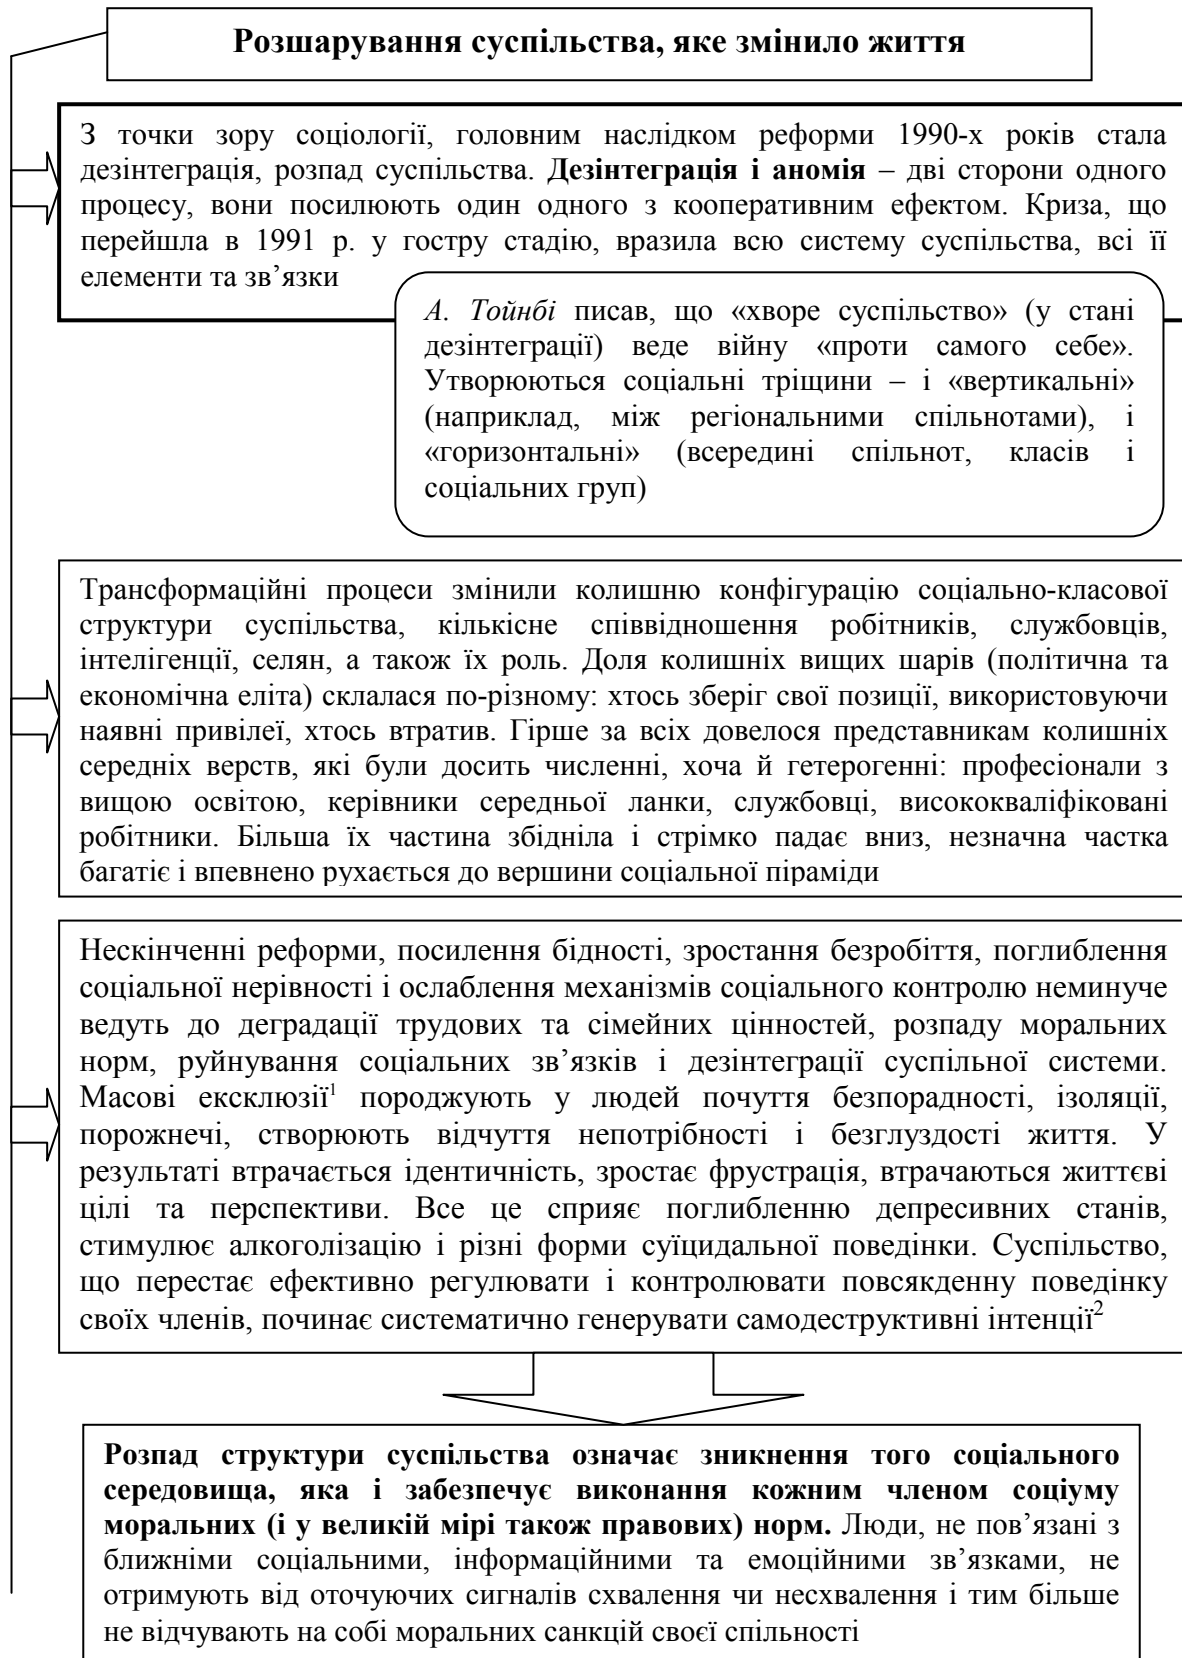 Розшарування суспільства, яке змінило життя
З точки зору соціології, головним наслідком реформи 1990-х років стала
дезінтеграція, розпад суспільства. Дезінтеграція і аномія – дві сторони одного
процесу, вони посилюють один одного з кооперативним ефектом. Криза, що
перейшла в 1991 р. у гостру стадію, вразила всю систему суспільства, всі її
елементи та зв’язки
А. Тойнбі писав, що «хворе суспільство» (у стані
дезінтеграції) веде війну «проти самого себе».
Утворюються соціальні тріщини – і «вертикальні»
(наприклад, між регіональними спільнотами), і
«горизонтальні» (всередині спільнот, класів і
соціальних груп)
Трансформаційні процеси змінили колишню конфігурацію соціально-класової
структури суспільства, кількісне співвідношення робітників, службовців,
інтелігенції, селян, а також їх роль. Доля колишніх вищих шарів (політична та
економічна еліта) склалася по-різному: хтось зберіг свої позиції, використовуючи
наявні привілеї, хтось втратив. Гірше за всіх довелося представникам колишніх
середніх верств, які були досить численні, хоча й гетерогенні: професіонали з
вищою освітою, керівники середньої ланки, службовці, висококваліфіковані
робітники. Більша їх частина збідніла і стрімко падає вниз, незначна частка
багатіє і впевнено рухається до вершини соціальної піраміди
Нескінченні реформи, посилення бідності, зростання безробіття, поглиблення
соціальної нерівності і ослаблення механізмів соціального контролю неминуче
ведуть до деградації трудових та сімейних цінностей, розпаду моральних
норм, руйнування соціальних зв’язків і дезінтеграції суспільної системи.
Масові ексклюзії¹ породжують у людей почуття безпорадності, ізоляції,
порожнечі, створюють відчуття непотрібності і безглуздості життя. У
результаті втрачається ідентичність, зростає фрустрація, втрачаються життєві
цілі та перспективи. Все це сприяє поглибленню депресивних станів,
стимулює алкоголізацію і різні форми суїцидальної поведінки. Суспільство,
що перестає ефективно регулювати і контролювати повсякденну поведінку
своїх членів, починає систематично генерувати самодеструктивні інтенції²
Розпад структури суспільства означає зникнення того соціального
середовища, яка і забезпечує виконання кожним членом соціуму
моральних (і у великій мірі також правових) норм. Люди, не пов’язані з
ближніми соціальними, інформаційними та емоційними зв’язками, не
отримують від оточуючих сигналів схвалення чи несхвалення і тим більше
не відчувають на собі моральних санкцій своєї спільності